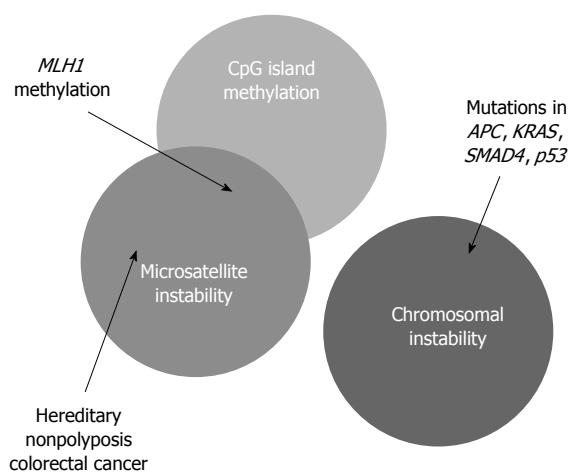 MLH1
methylation
CpG island
methylation
Mutations in
APC, KRAS,
SMAD4, p53
Microsatellite
instability
Chromosomal
instability
Hereditary
nonpolyposis
colorectal cancer